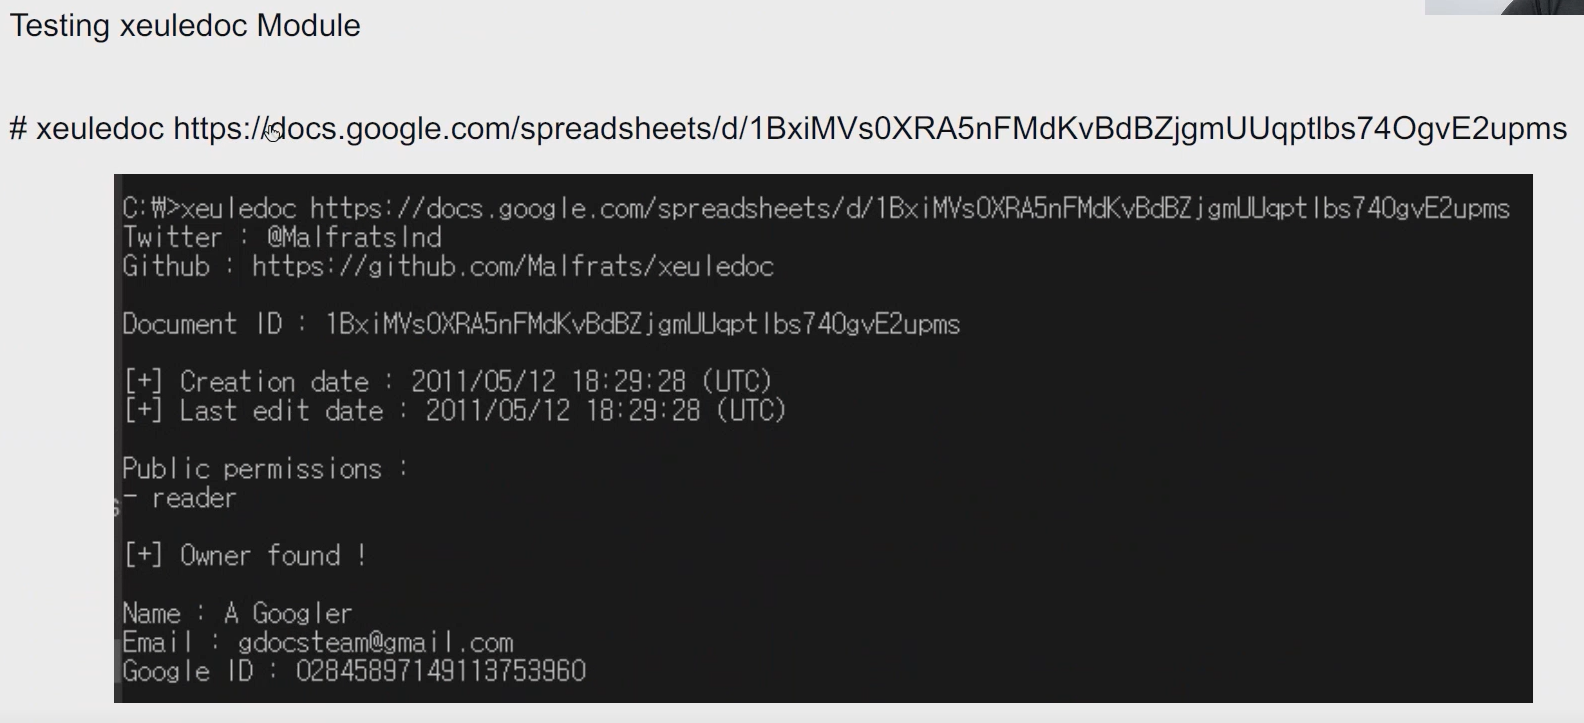 Testing xeuledoc Module
# xeuledoc https://docs.google.com/spreadsheets/d/1BxiMVs0XRA5nFMdKvBdBZjgmUUqptlbs74OgvE2upms
C:₩>xeuledoc https://docs.google.com/spreadsheets/d/1BxiMVs0XRA5nFMdKvBdBZjgmUUqptlbs74OgvE2upms
Twitter : @MalfratsInd
Github : https://github.com/Malfrats/xeuledoc
Document ID : 1BxiMVs0XRA5nFMdKvBdBZjgmUUqptlbs74OgvE2upms
[+] Creation date : 2011/05/12 18:29:28 (UTC)
[+] Last edit date : 2011/05/12 18:29:28 (UTC)
Public permissions :
- reader
[+] Owner found !
Name : A Googler
Email : gdocsteam@gmail.com
Google ID : 02845897149113753960